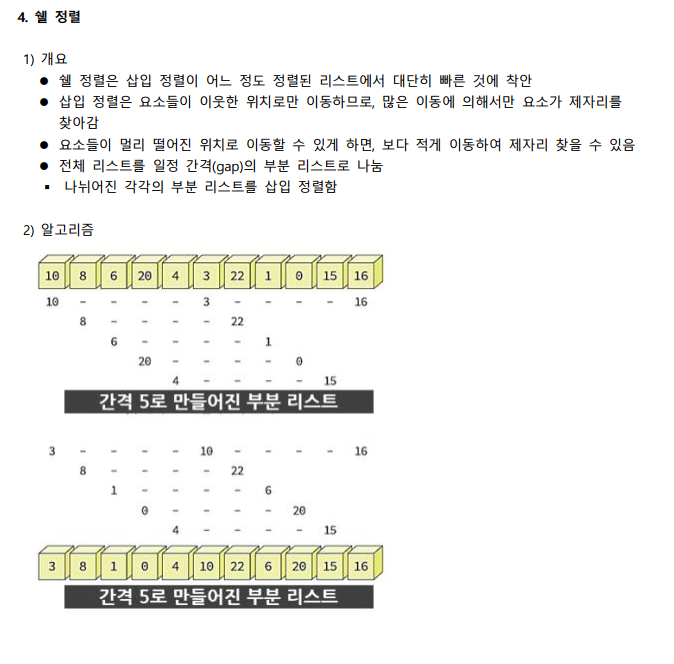 4. 쉘 정렬
1) 개요
● 쉘 정렬은 삽입 정렬이 어느 정도 정렬된 리스트에서 대단히 빠른 것에 착안
● 삽입 정렬은 요소들이 이웃한 위치로만 이동하므로, 많은 이동에 의해서만 요소가 제자리를
찾아감
● 요소들이 멀리 떨어진 위치로 이동할 수 있게 하면, 보다 적게 이동하여 제자리 찾을 수 있음
● 전체 리스트를 일정 간격(gap)의 부분 리스트로 나눔
▪ 나뉘어진 각각의 부분 리스트를 삽입 정렬함
2) 알고리즘
10 8 6 20 4 3 22 1 0 15 16
10 - - - - 3 - - - - 16
8 - - - - 22
6 - - - - 1
20 - - - - 0
4 - - - - 15
간격 5로 만들어진 부분 리스트
3 - - - - 10 - - - - 16
8 - - - - 22
1 - - - - 6
0 - - - - 20
4 - - - - 15
3 8 1 0 4 10 22 6 20 15 16
간격 5로 만들어진 부분 리스트